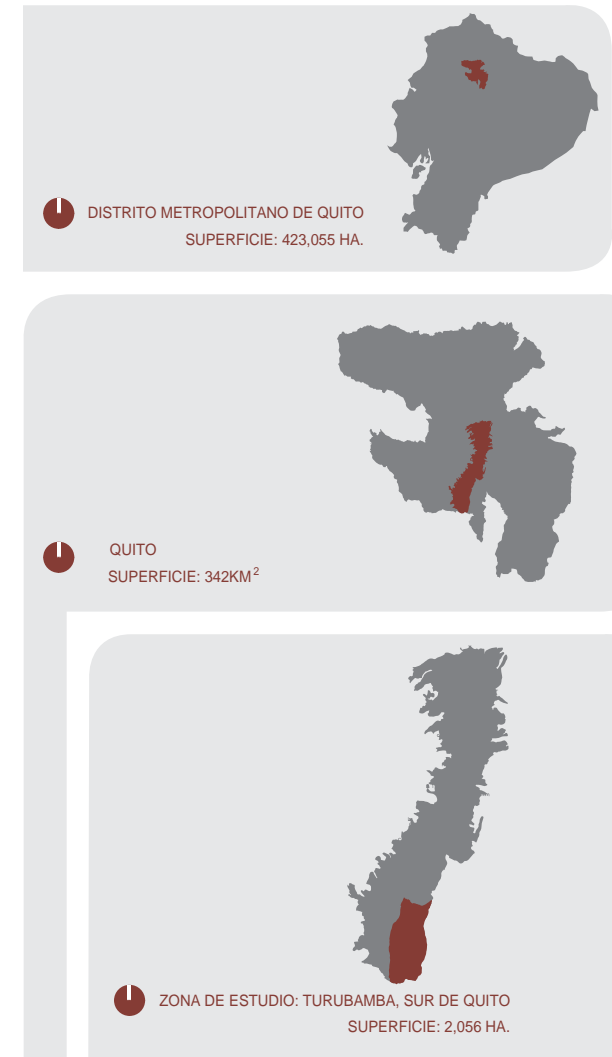 DISTRITO METROPOLITANO DE QUITO
SUPERFICIE: 423,055 HA.
QUITO
SUPERFICIE: 342KM²
ZONA DE ESTUDIO: TURUBAMBA, SUR DE QUITO
SUPERFICIE: 2,056 HA.